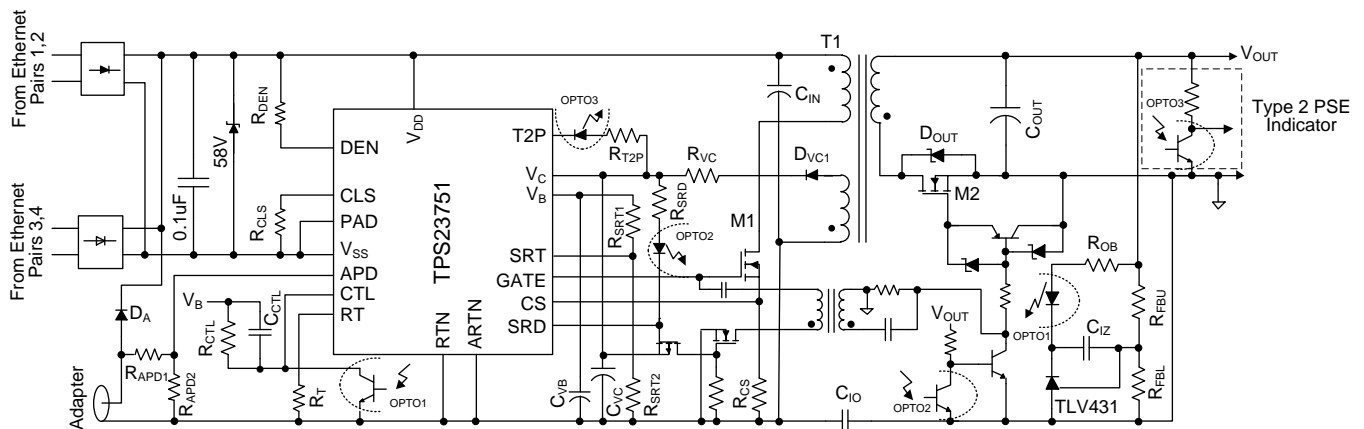 From Ethernet
Pairs 1,2
From Ethernet
Pairs 3,4
Adapter
0.1uF
58V
RDEN
RCLS
DA
RAPD1
RAPD2
VB
RCTL
CCTL
RT
OPTO1
TPS23751
VDD
DEN
CLS
PAD
VSS
APD
CTL
RT
RTN
ARTN
T2P
VC
VB
SRT
GATE
CS
SRD
OPTO3
RT2P
RVC
DVC1
RSRD
RSRT1
OPTO2
M1
CVB
CVC
RSRT2
RCS
CIN
T1
CIO
COUT
DOUT
M2
VOUT
OPTO2
ROB
OPTO1
CIZ
RFBU
RFBL
TLV431
VOUT
OPTO3
Type 2 PSE
Indicator